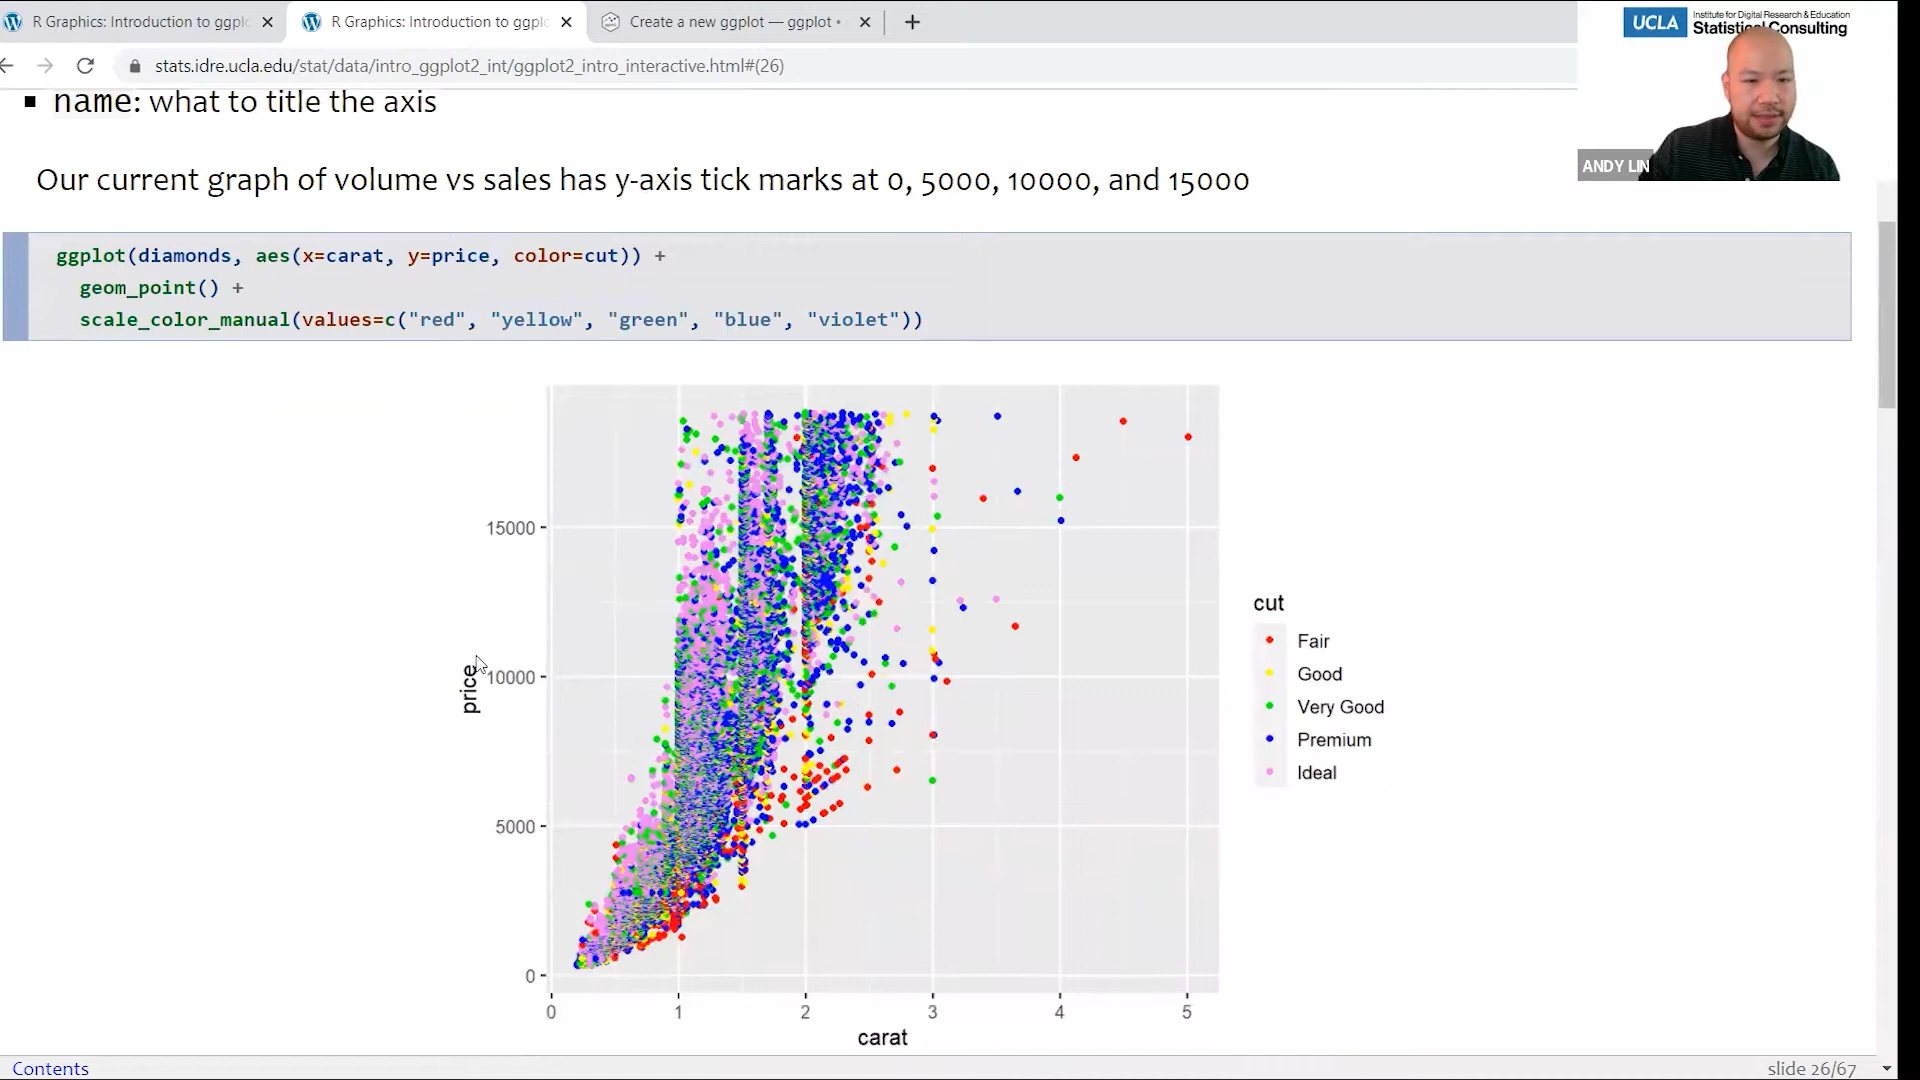 R Graphics: Introduction to ggpl
R Graphics: Introduction to ggpl
Create a new ggplot — ggplot •
UCLA
Institute for Digital Research & Education
Statistical Consulting
stats.idre.ucla.edu/stat/data/intro_ggplot2_int/ggplot2_intro_interactive.html#(26)
name: what to title the axis
ANDY LIN
Our current graph of volume vs sales has y-axis tick marks at 0, 5000, 10000, and 15000
ggplot(diamonds, aes(x=carat, y=price, color=cut)) +
geom_point() +
scale_color_manual(values=c("red", "yellow", "green", "blue", "violet"))
15000
10000
5000
0
price
0 1 2 3 4 5
carat
cut
Fair
Good
Very Good
Premium
Ideal
Contents
slide 26/67